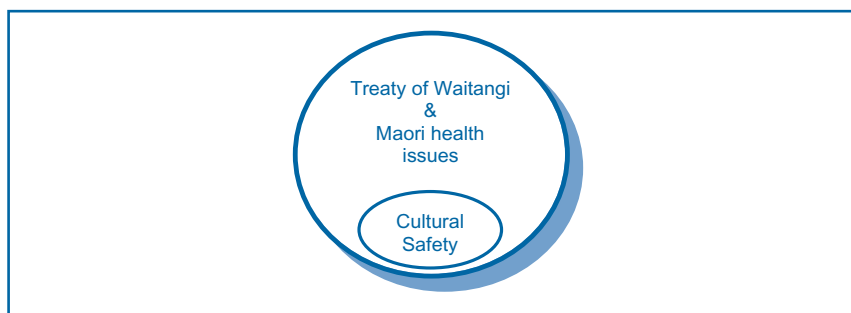 Treaty of Waitangi
&
Maori health
issues
Cultural
Safety